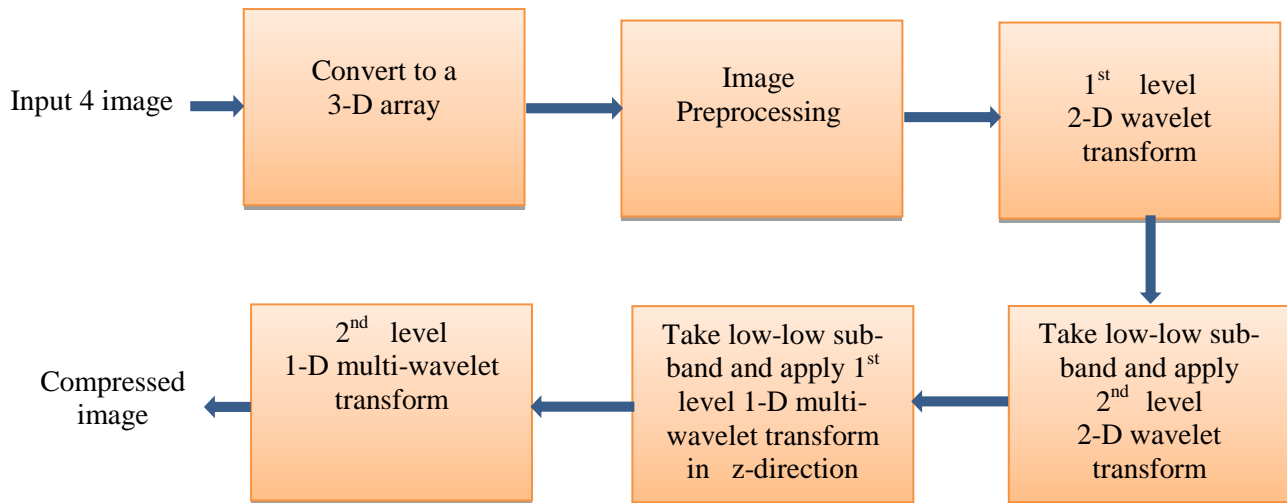 Input 4 image
Convert to a
3-D array
Image
Preprocessing
1st level
2-D wavelet
transform
Take low-low sub-
band and apply
2nd level
2-D wavelet
transform
Take low-low sub-
band and apply 1st
level 1-D multi-
wavelet transform
in z-direction
2nd level
1-D multi-wavelet
transform
Compressed
image